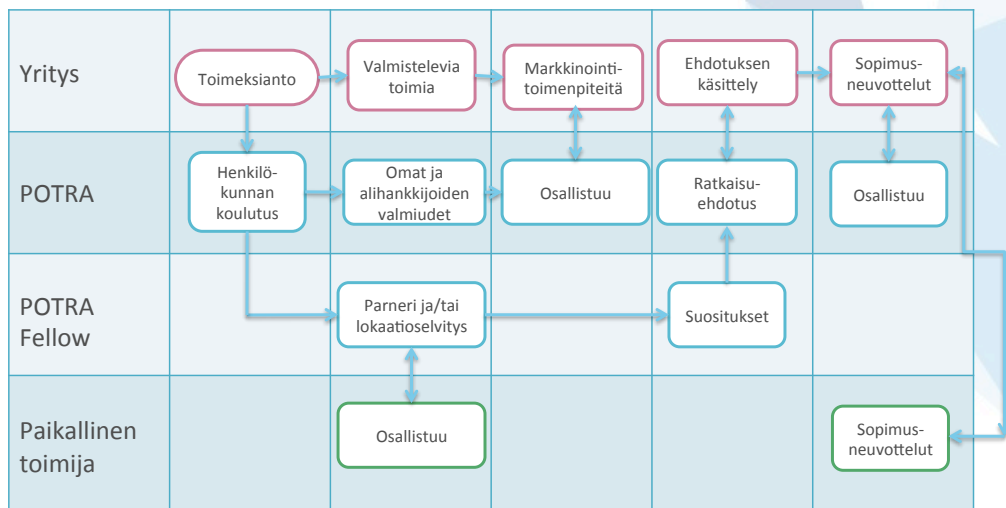 Yritys
Toimeksianto
Valmistelevia
toimia
Markkinointi-
toimenpiteitä
Ehdotuksen
käsittely
Sopimus-
neuvottelut
POTRA
Henkilö-
kunnan
koulutus
Omat ja
alihankkijoiden
valmiudet
Osallistuu
Ratkaisu-
ehdotus
Osallistuu
POTRA
Fellow
Parneri ja/tai
lokaatioselvitys
Suositukset
Paikallinen
toimija
Osallistuu
Sopimus-
neuvottelut